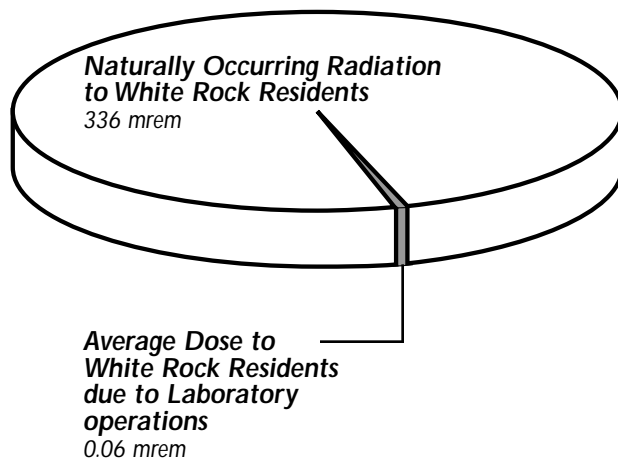 Naturally Occurring Radiation
to White Rock Residents
336 mrem
Average Dose to
White Rock Residents
due to Laboratory
operations
0.06 mrem